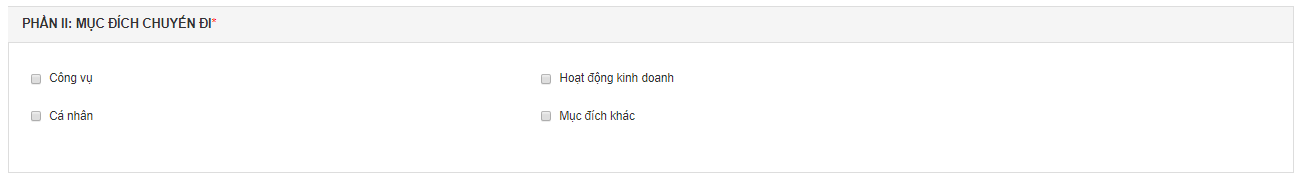 PHẦN II: MỤC ĐÍCH CHUYẾN ĐI*
Công vụ
Hoạt động kinh doanh
Cá nhân
Mục đích khác